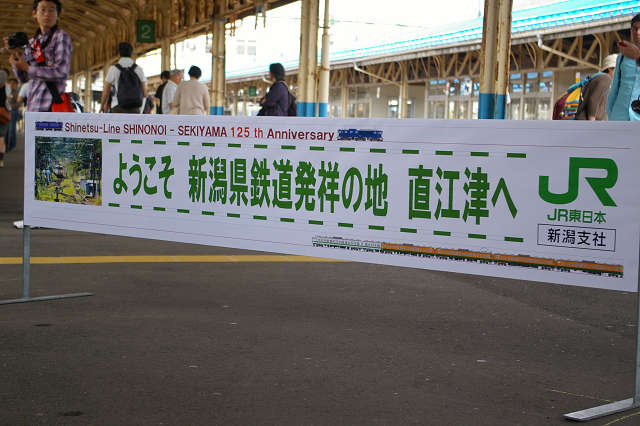 2
Shinetsu-Line SHINONOI - SEKIYAMA 125 th Anniversary
ようこそ 新潟県鉄道発祥の地 直江津へ
JR
JR東日本
新潟支社